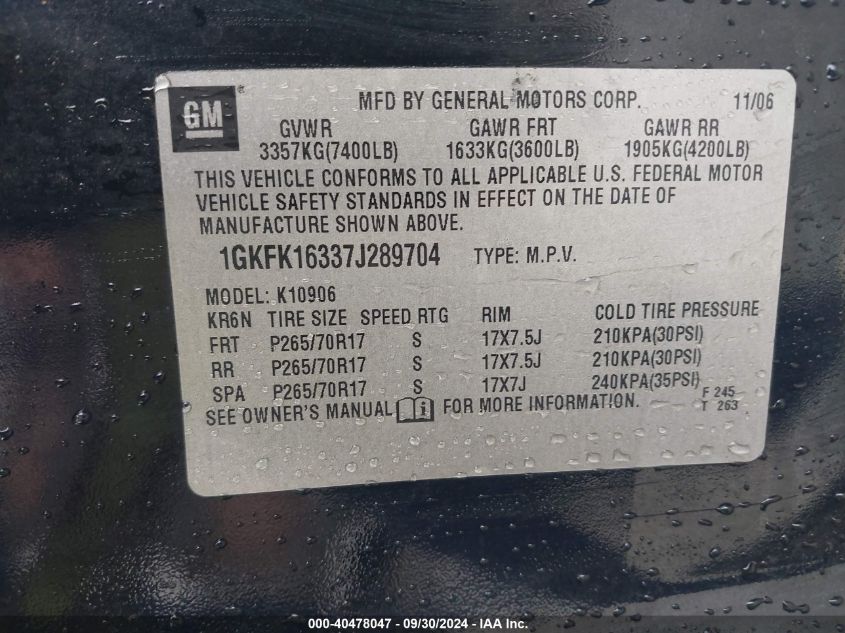 GM MFD BY GENERAL MOTORS CORP. 11/06
GVWR GAWR FRT GAWR RR
3357KG(7400LB) 1633KG(3600LB) 1905KG(4200LB)
THIS VEHICLE CONFORMS TO ALL APPLICABLE U.S. FEDERAL MOTOR
VEHICLE SAFETY STANDARDS IN EFFECT ON THE DATE OF
MANUFACTURE SHOWN ABOVE.
1GKFK16337J289704 TYPE: M.P.V.
MODEL: K10906
KR6N TIRE SIZE SPEED RTG RIM COLD TIRE PRESSURE
FRT P265/70R17 S 17X7.5J 210KPA(30PSI)
RR P265/70R17 S 17X7.5J 210KPA(30PSI)
SPA P265/70R17 S 17X7J 240KPA(35PSI)
SEE OWNER'S MANUAL i FOR MORE INFORMATION.
F 245
T 263
000-40478047 // 09/30/2024 // IAA Inc.